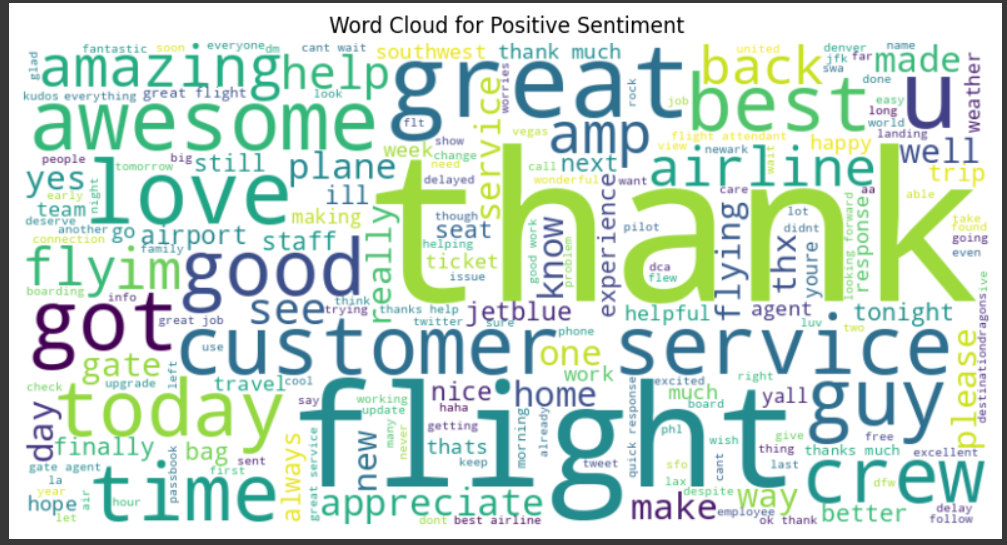 Word Cloud for Positive Sentiment
glad
fantastic
soon
everyone
dm
cant wait
southwest
thank much
united
denver
name
jfk
far
made
swa
amazing
help
great
back
u
weather
kudos
everything
great flight
look
worries
rock
job
best
done
easy
long
world
landing
awesome
flt
service
amp
vegas
flight attendant
happy
well
people
tomorrow
big
still
plane
week
show
change
need
call
next
view
newark
wait
airline
trip
yes
early
night
love
ill
delayed
wonderful
want
care
aa
able
team
deserve
another
go
airport
making
staff
really
though
seat
thank
experience
pilot
flying
lot
didnt
response
take
found
going
even
connection
family
helping
ticket
issue
good work
problem
know
dca
flew
thx
youre
looking forward
fly
im
good
boarding
info
got
great job
see
trying
think
thanks help
twitter
sure
jetblue
helpful
agent
luv
tonight
ive
destinationdragons
customer service
use
phone
one
two
gate
left
work
please
check
upgrade
travel
cool
nice
home
excited
right
much
board
yall
guy
day
today
say
working
update
haha
flight
free
finally
bag
many
never
getting
thats
keep
morning
already
tweet
quick response
phl
wish
give
thing
thanks much
excellent
gate agent
sent
first
always
new
la
year
air
passbook
great service
sfo
cant
last
lax
despite
dfw
crew
hope
let
hour
time
appreciate
dont
best airline
make
employee
way
ok thank
better
delay
follow